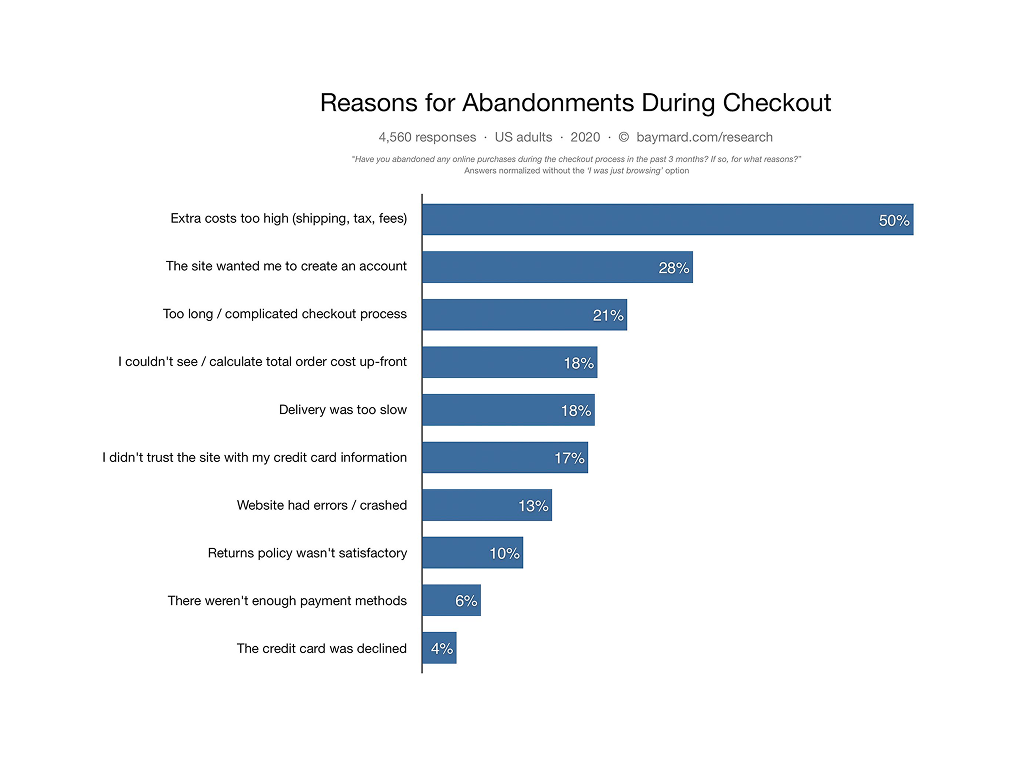 Reasons for Abandonments During Checkout
4,560 responses · US adults · 2020 · © baymard.com/research
"Have you abandoned any online purchases during the checkout process in the past 3 months? If so, for what reasons?"
Answers normalized without the 'I was just browsing' option
Extra costs too high (shipping, tax, fees) 50%
The site wanted me to create an account 28%
Too long / complicated checkout process 21%
I couldn't see / calculate total order cost up-front 18%
Delivery was too slow 18%
I didn't trust the site with my credit card information 17%
Website had errors / crashed 13%
Returns policy wasn't satisfactory 10%
There weren't enough payment methods 6%
The credit card was declined 4%